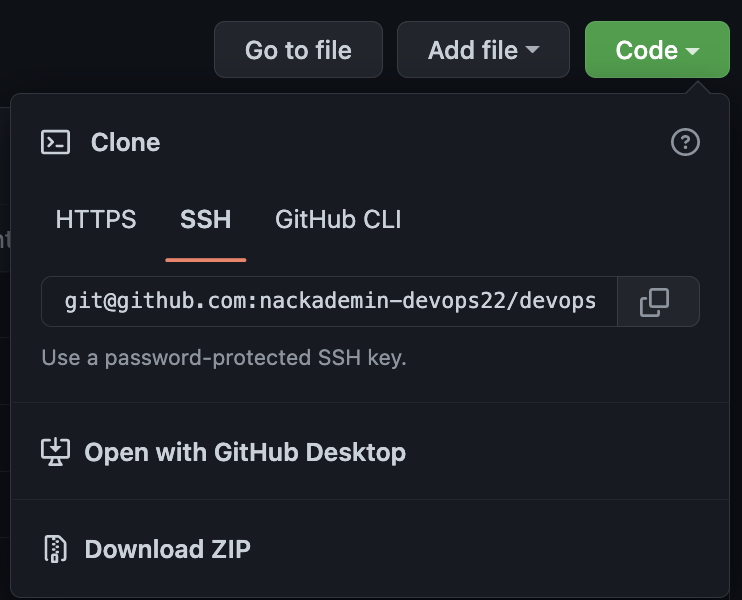 Go to file
Add file
Code
Clone
?
HTTPS SSH GitHub CLI
git@github.com:nackademin-devops22/devops
Use a password-protected SSH key.
Open with GitHub Desktop
Download ZIP